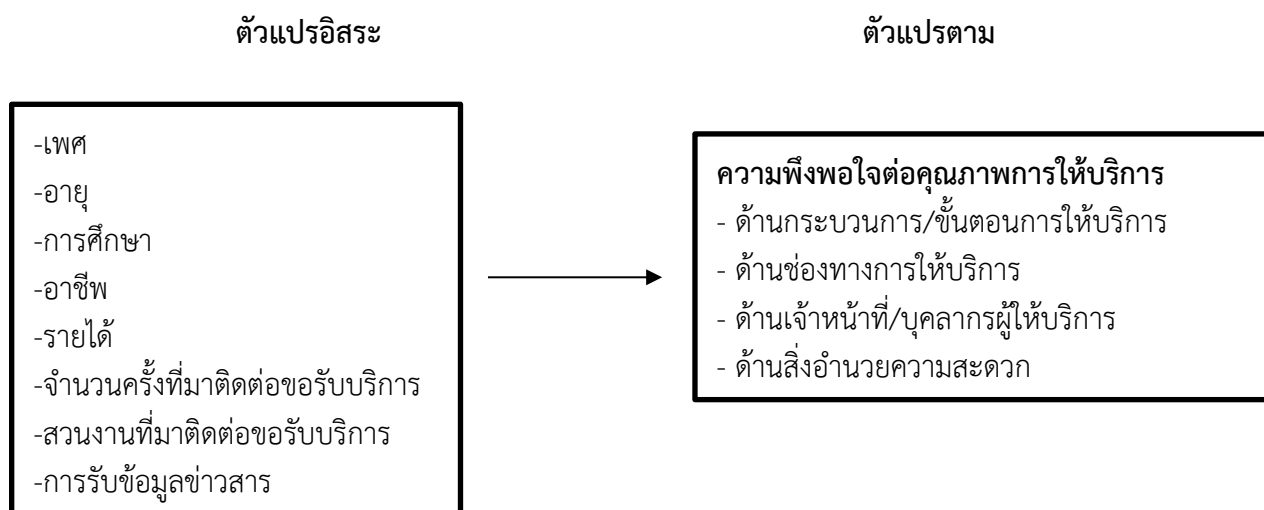 ตัวแปรอิสระ
ตัวแปรตาม
-เพศ
-อายุ
-การศึกษา
-อาชีพ
-รายได้
-จำนวนครั้งที่มาติดต่อขอรับบริการ
-สวนงานที่มาติดต่อขอรับบริการ
-การรับข้อมูลข่าวสาร
ความพึงพอใจต่อคุณภาพการให้บริการ
- ด้านกระบวนการ/ขั้นตอนการให้บริการ
- ด้านช่องทางการให้บริการ
- ด้านเจ้าหน้าที่/บุคลากรผู้ให้บริการ
- ด้านสิ่งอำนวยความสะดวก